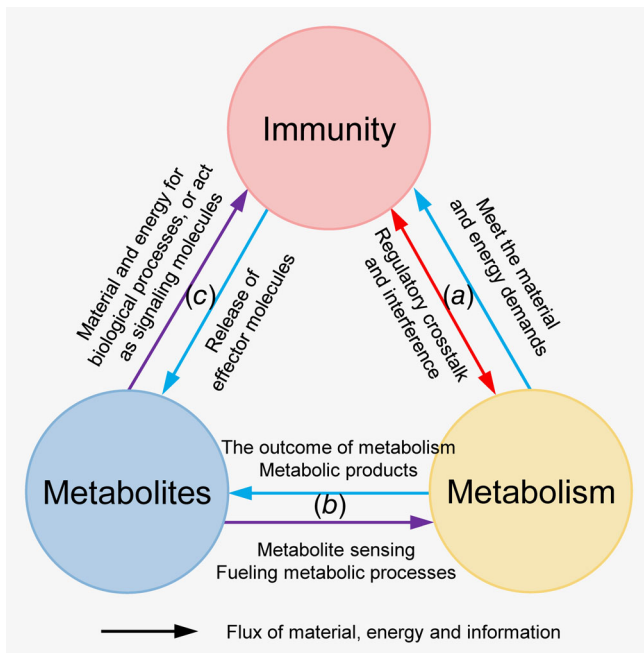 Immunity
Material and energy for
biological processes, or act
as signaling molecules
(c)
Release of
effector molecules
Regulatory crosstalk
and interference
(a)
Meet the material
and energy demands
Metabolites
The outcome of metabolism
Metabolic products
(b)
Metabolite sensing
Fueling metabolic processes
Metabolism
Flux of material, energy and information